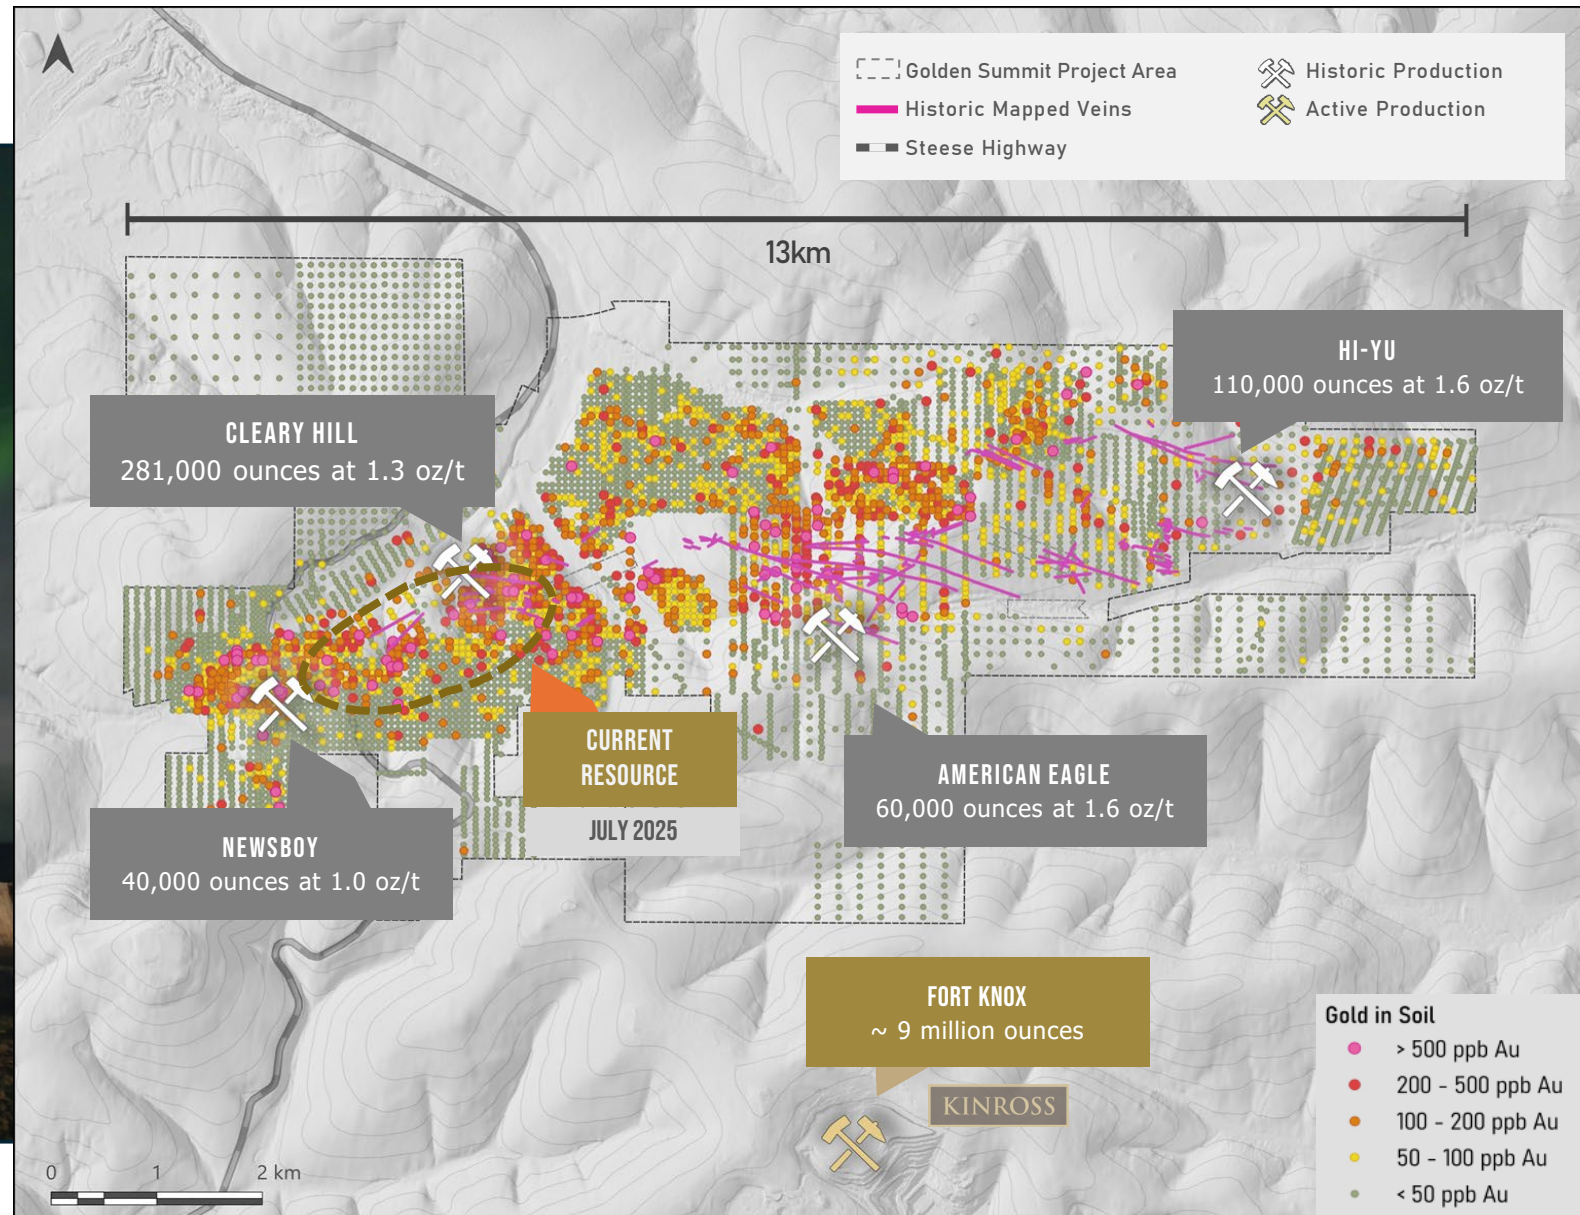 Golden Summit Project Area
Historic Mapped Veins
Steese Highway
Historic Production
Active Production
13km
HI-YU
110,000 ounces at 1.6 oz/t
CLEARY HILL
281,000 ounces at 1.3 oz/t
CURRENT
RESOURCE
JULY 2025
AMERICAN EAGLE
60,000 ounces at 1.6 oz/t
NEWSBOY
40,000 ounces at 1.0 oz/t
FORT KNOX
~ 9 million ounces
KINROSS
Gold in Soil
> 500 ppb Au
200 - 500 ppb Au
100 - 200 ppb Au
50 - 100 ppb Au
< 50 ppb Au
0 1 2 km